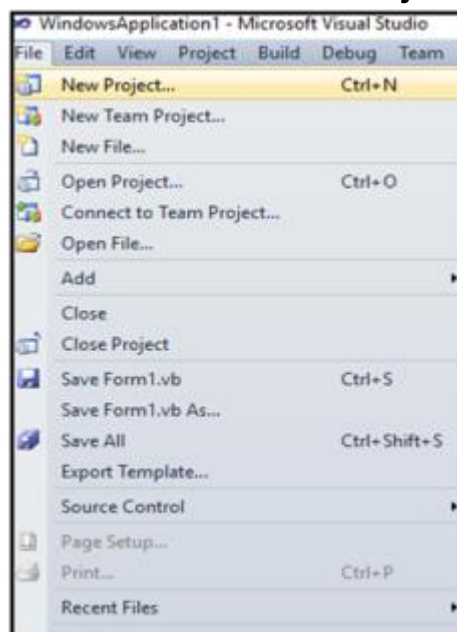 WindowsApplication1 - Microsoft Visual Studio
File Edit View Project Build Debug Team
New Project... Ctrl+N
New Team Project...
New File...
Open Project... Ctrl+O
Connect to Team Project...
Open File...
Add
Close
Close Project
Save Form1.vb Ctrl+S
Save Form1.vb As...
Save All Ctrl+Shift+S
Export Template...
Source Control
Page Setup...
Print... Ctrl+P
Recent Files